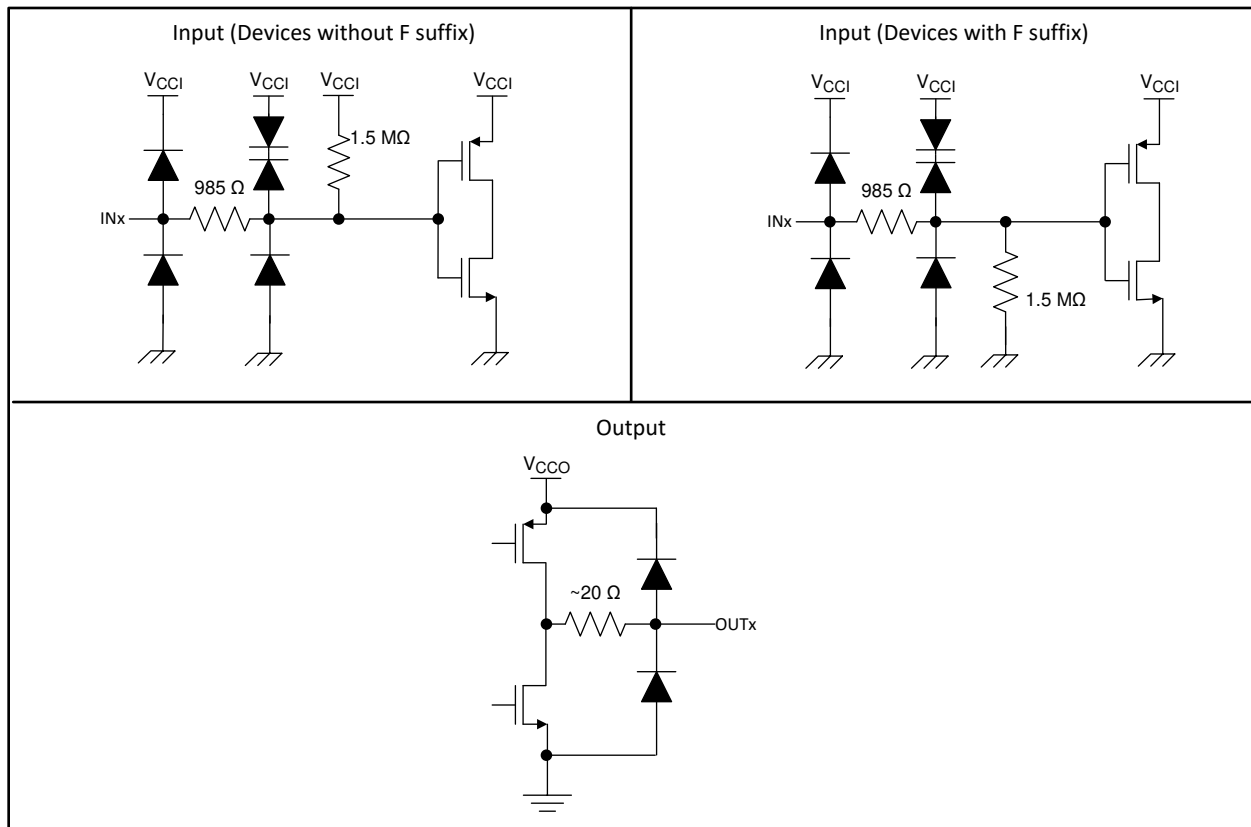 Input (Devices without F suffix)
Input (Devices with F suffix)
VCCI VCCI VCCI VCCI
VCCI VCCI VCCI
1.5 MΩ
985 Ω
INx
985 Ω
INx
1.5 MΩ
Output
VCCO
~20 Ω
OUTx